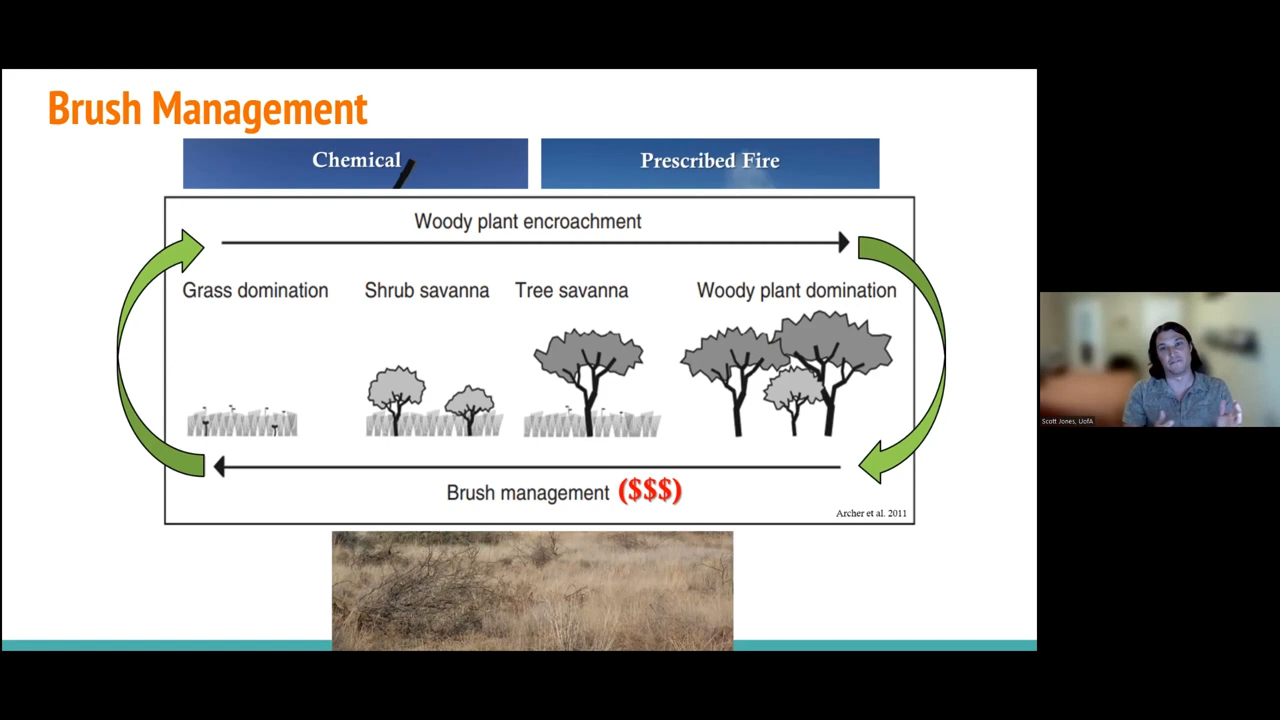 Brush Management
Chemical
Prescribed Fire
Woody plant encroachment
Grass domination
Shrub savanna
Tree savanna
Woody plant domination
Brush management ($$$)
Archer et al. 2011
Scott Jones, UofA